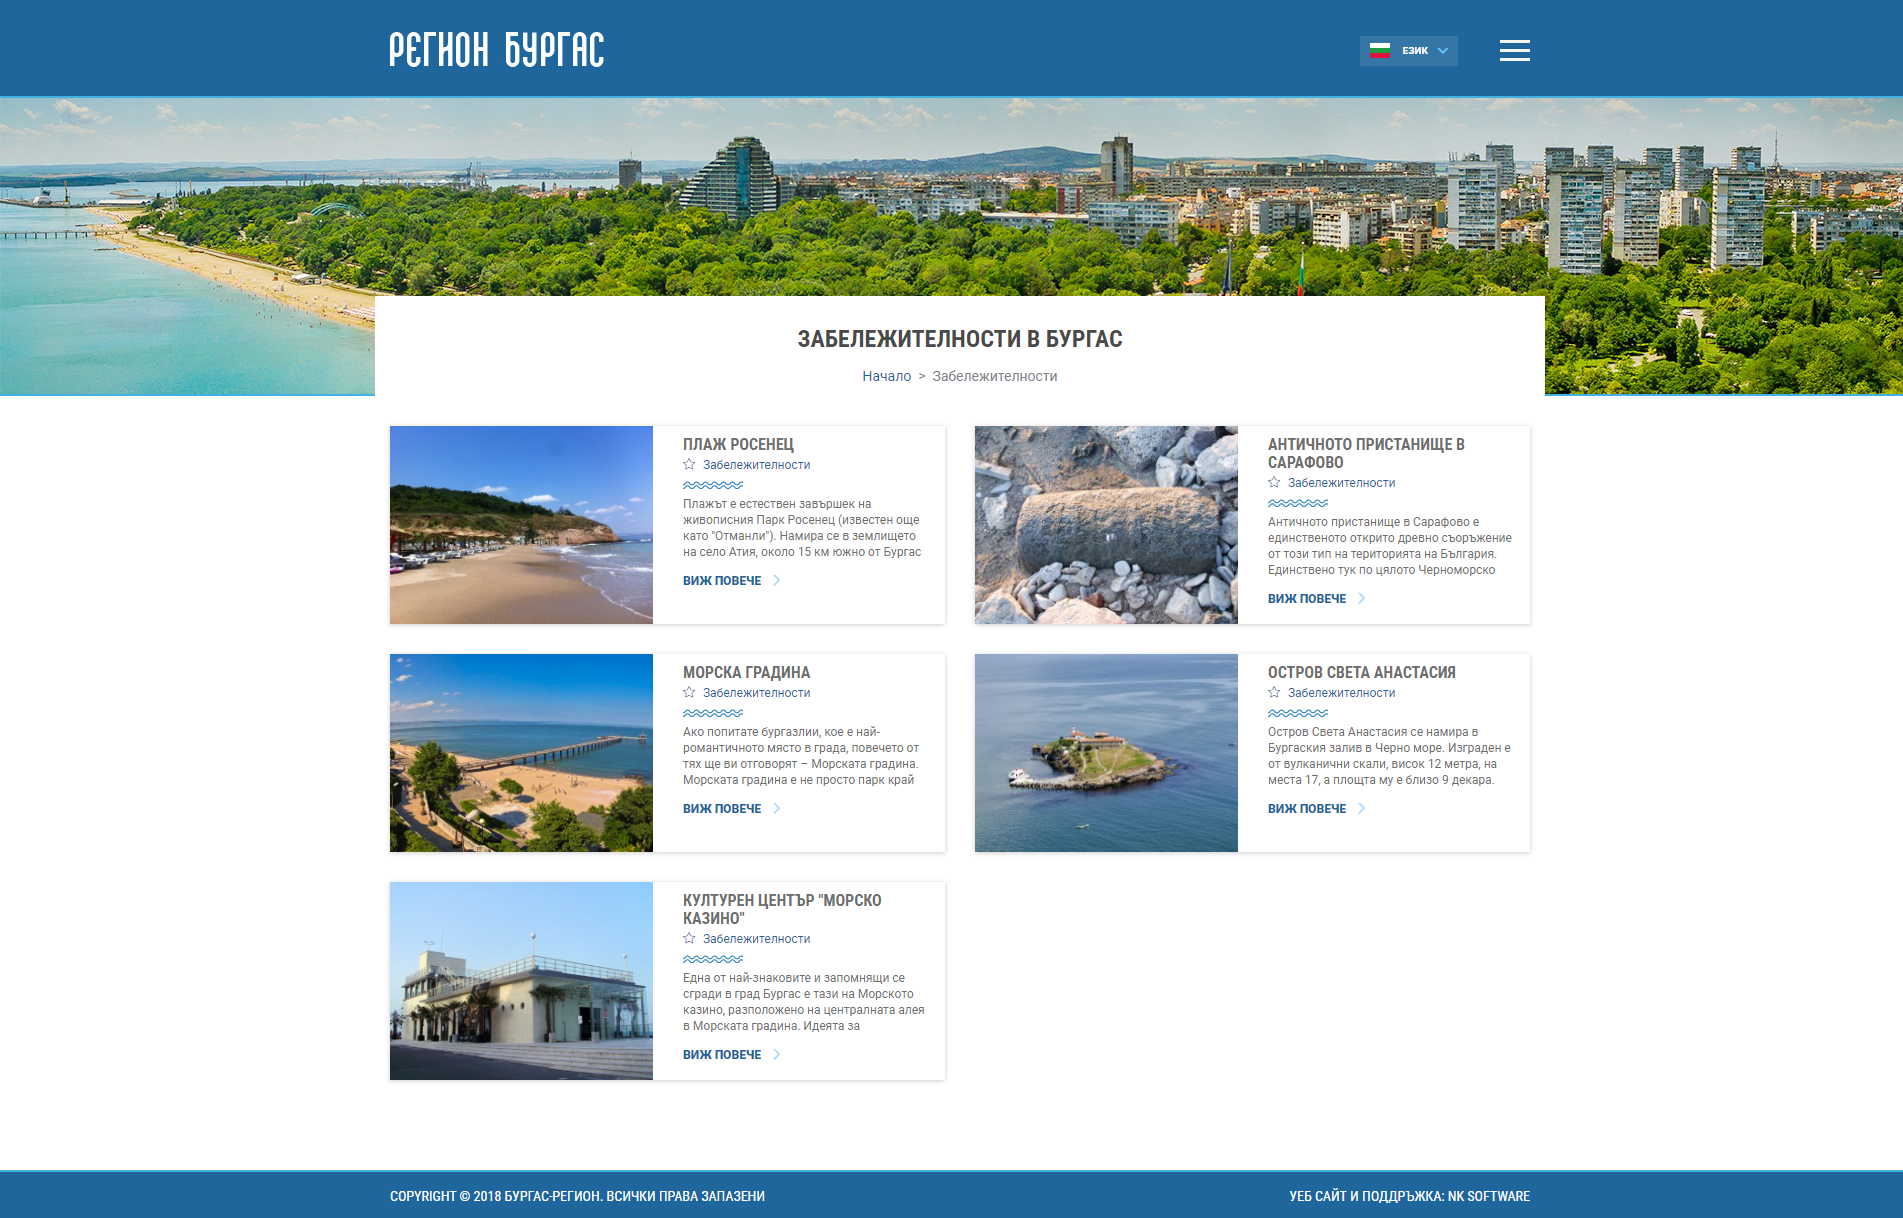 РЕГИОН БУРГАС
ЕЗИК
ЗАБЕЛЕЖИТЕЛНОСТИ В БУРГАС
Начало > Забележителности
ПЛАЖ РОСЕНЕЦ
Забележителности
Плажът е естествен завършек на
живописния Парк Росенец (известен още
като "Отманли"). Намира се в землището
на село Атия, около 15 км южно от Бургас
ВИЖ ПОВЕЧЕ
АНТИЧНОТО ПРИСТАНИЩЕ В
САРАФОВО
Забележителности
Античното пристанище в Сарафово е
единственото открито древно съоръжение
от този тип на територията на България.
Единствено тук по цялото Черноморско
ВИЖ ПОВЕЧЕ
МОРСКА ГРАДИНА
Забележителности
Ако попитате бургазлии, кое е най-
романтичното място в града, повечето от
тях ще ви отговорят – Морската градина.
Морската градина е не просто парк край
ВИЖ ПОВЕЧЕ
ОСТРОВ СВЕТА АНАСТАСИЯ
Забележителности
Остров Света Анастасия се намира в
Бургаския залив в Черно море. Изграден е
от вулканични скали, висок 12 метра, на
места 17, а площта му е близо 9 декара.
ВИЖ ПОВЕЧЕ
КУЛТУРЕН ЦЕНТЪР "МОРСКО
КАЗИНО"
Забележителности
Една от най-знаковите и запомнящи се
сгради в град Бургас е тази на Морското
казино, разположено на централната алея
в Морската градина. Идеята за
ВИЖ ПОВЕЧЕ
COPYRIGHT © 2018 БУРГАС-РЕГИОН. ВСИЧКИ ПРАВА ЗАПАЗЕНИ
УЕБ САЙТ И ПОДДРЪЖКА: NK SOFTWARE